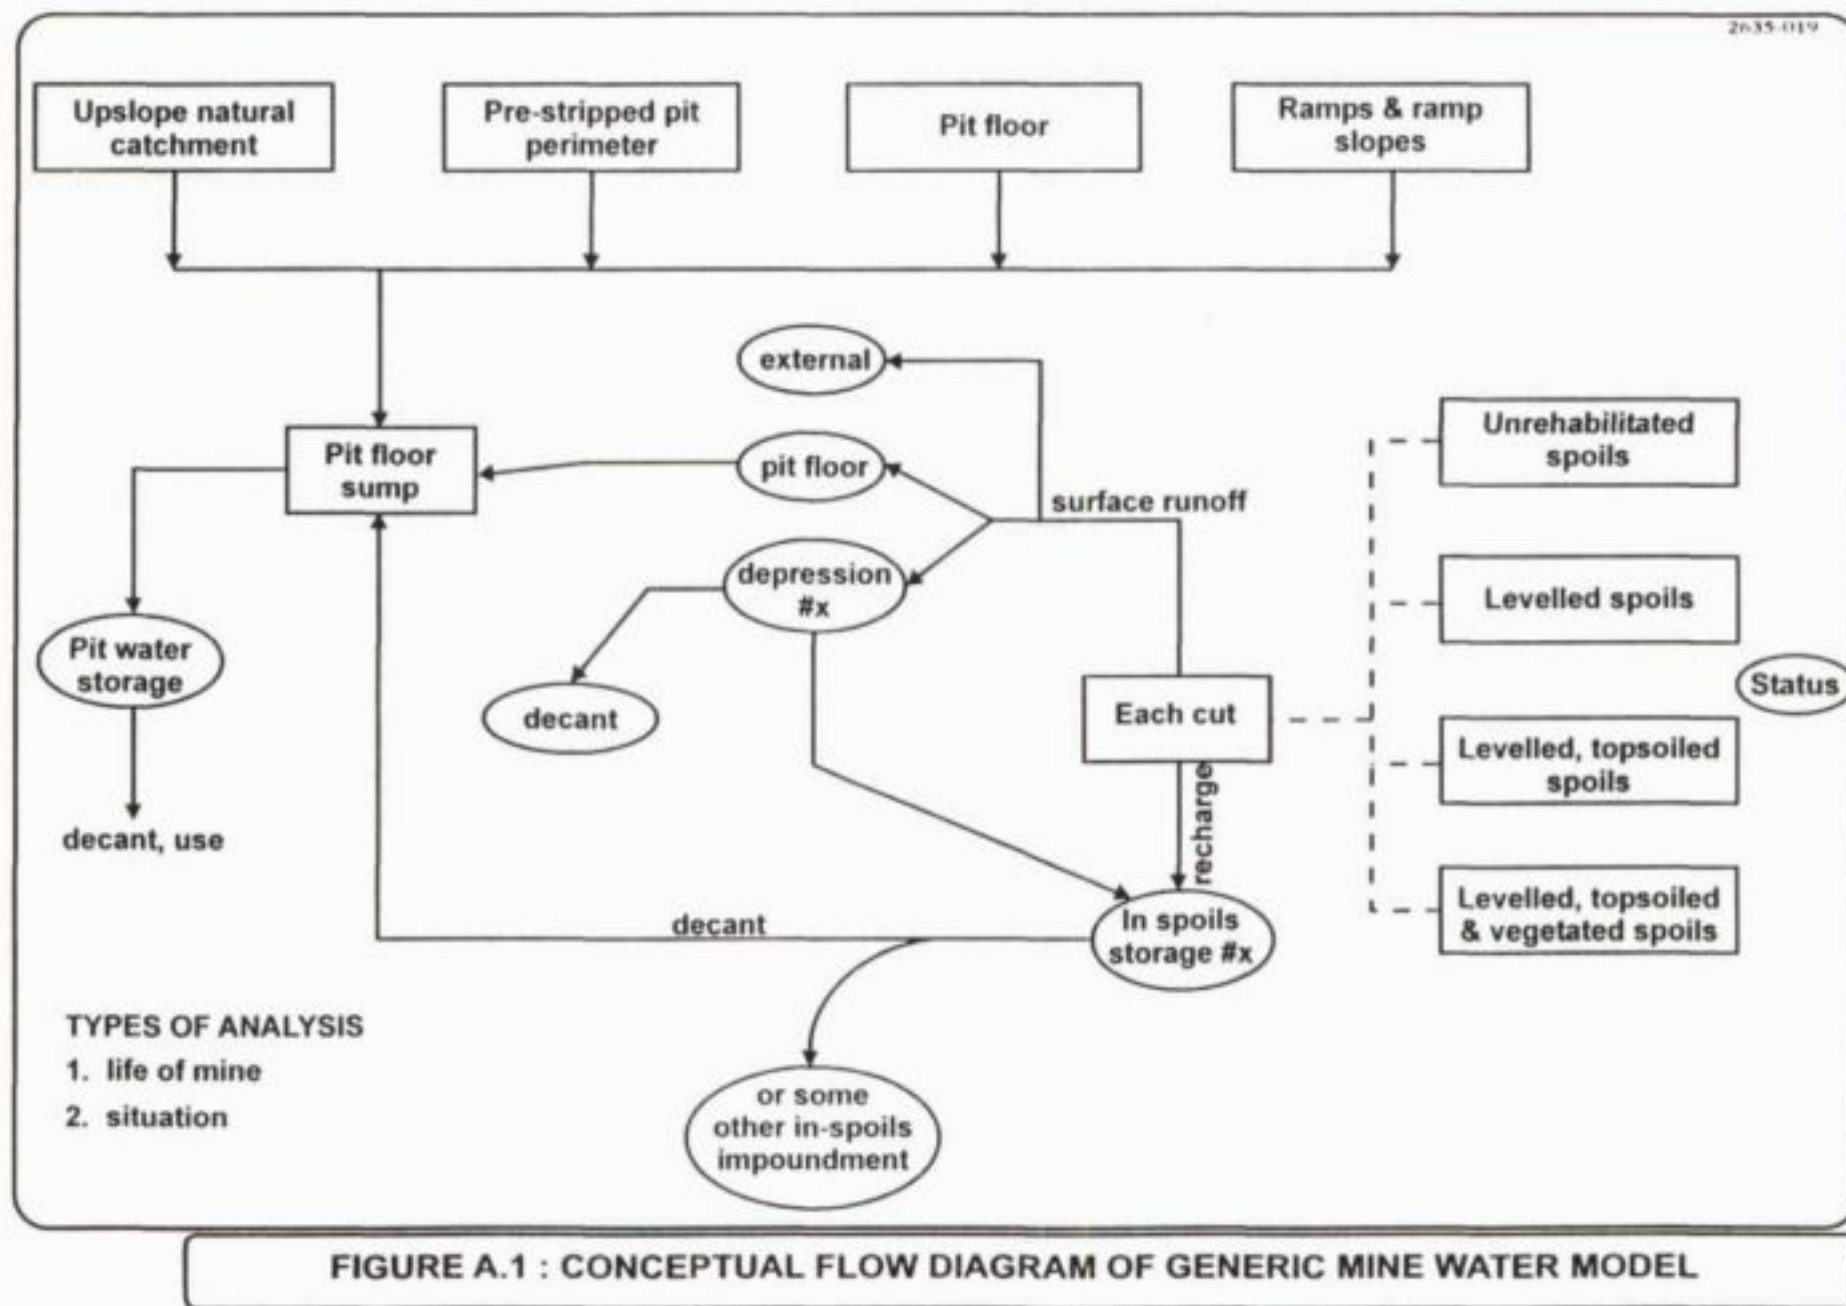 2635-019
Upslope natural
catchment
Pre-stripped pit
perimeter
Pit floor
Ramps & ramp
slopes
external
Pit floor
sump
pit floor
surface runoff
Unrehabilitated
spoils
depression
#x
Levelled spoils
Pit water
storage
decant
Each cut
Status
Levelled, topsoiled
spoils
recharge
decant, use
decant
In spoils
storage #x
Levelled, topsoiled
& vegetated spoils
TYPES OF ANALYSIS
1. life of mine
2. situation
or some
other in-spoils
impoundment
FIGURE A.1 : CONCEPTUAL FLOW DIAGRAM OF GENERIC MINE WATER MODEL